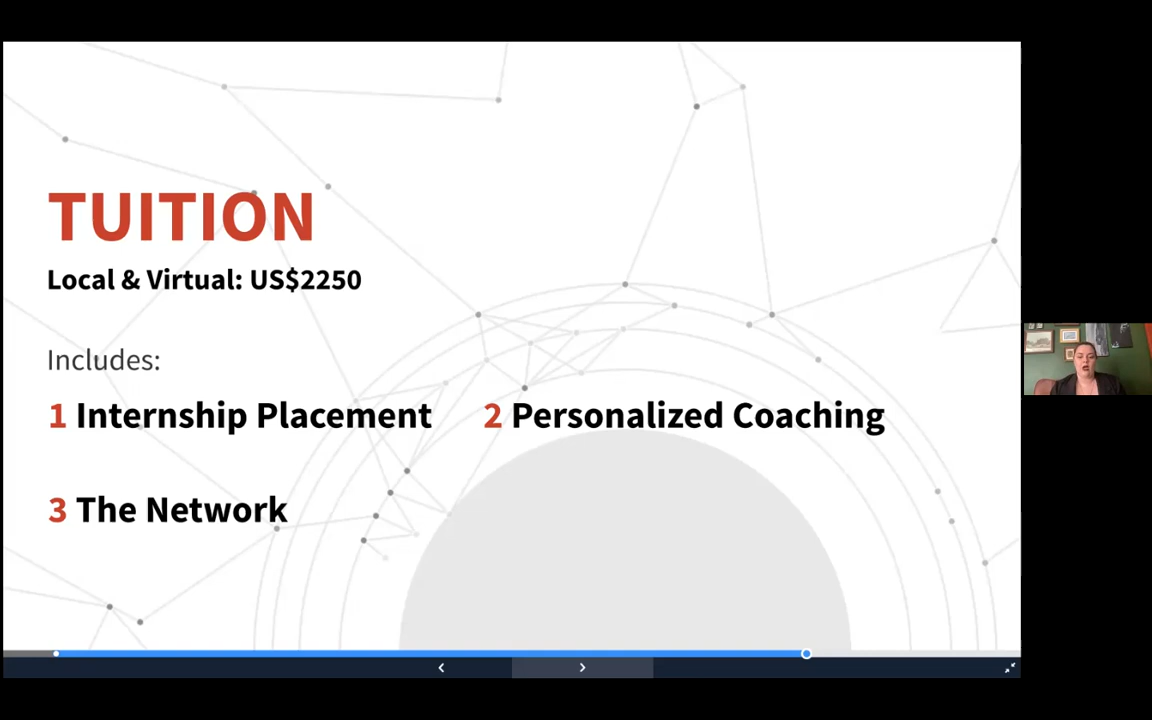 TUITION
Local & Virtual: US$2250
Includes:
1 Internship Placement
2 Personalized Coaching
3 The Network